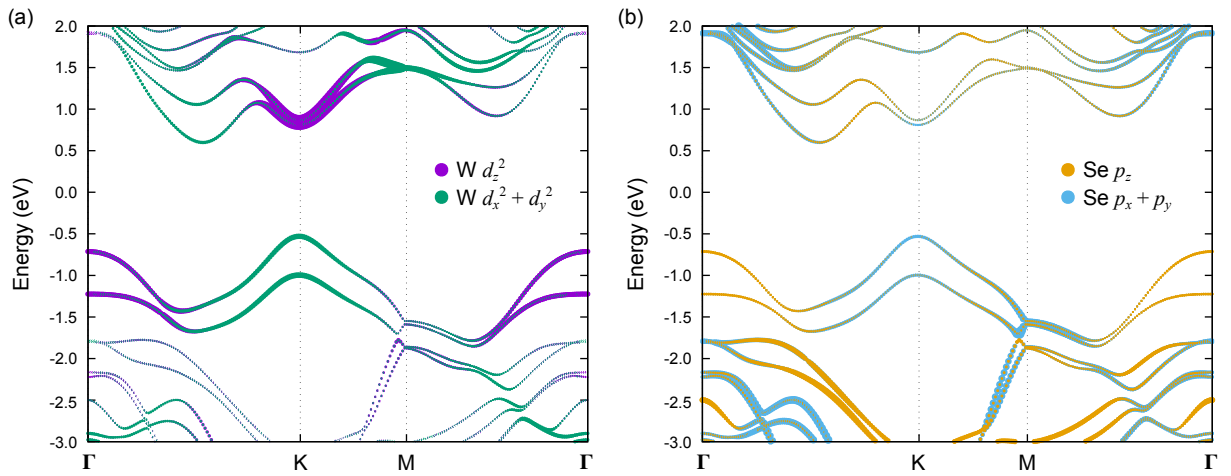 (a)
2.0
1.5
1.0
0.5
0.0
-0.5
-1.0
-1.5
-2.0
-2.5
-3.0
Energy (eV)
W d_z^2
W d_x^2 + d_y^2
Γ K M Γ
(b)
2.0
1.5
1.0
0.5
0.0
-0.5
-1.0
-1.5
-2.0
-2.5
-3.0
Energy (eV)
Se p_z
Se p_x + p_y
Γ K M Γ